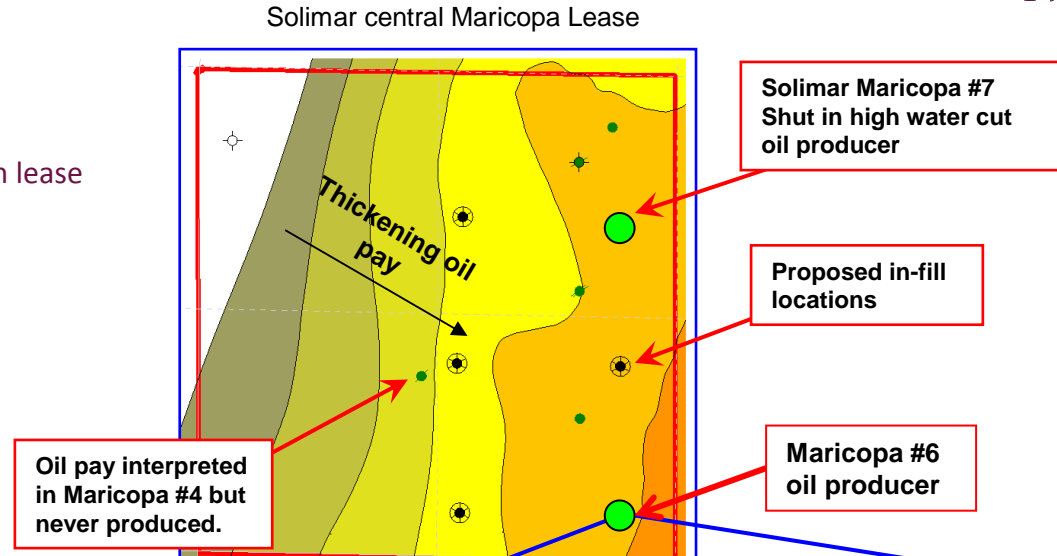 Solimar central Maricopa Lease
lease
Solimar Maricopa #7
Shut in high water cut
oil producer
Thickening oil
pay
Proposed in-fill
locations
Oil pay interpreted
in Maricopa #4 but
never produced.
Maricopa #6
oil producer